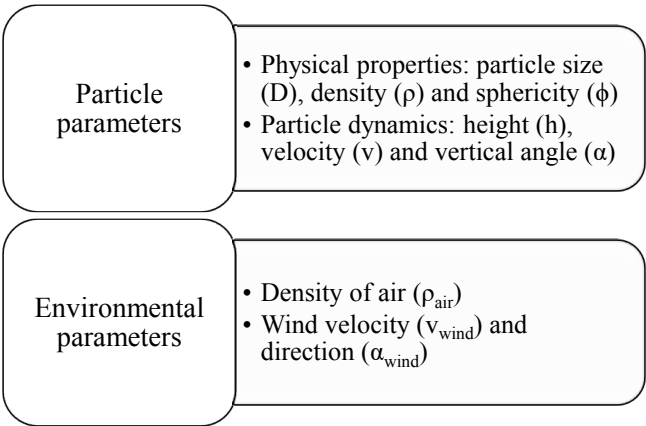 Particle
parameters
• Physical properties: particle size
(D), density (ρ) and sphericity (ϕ)
• Particle dynamics: height (h),
velocity (v) and vertical angle (α)
Environmental
parameters
• Density of air (ρair)
• Wind velocity (vwind) and
direction (αwind)